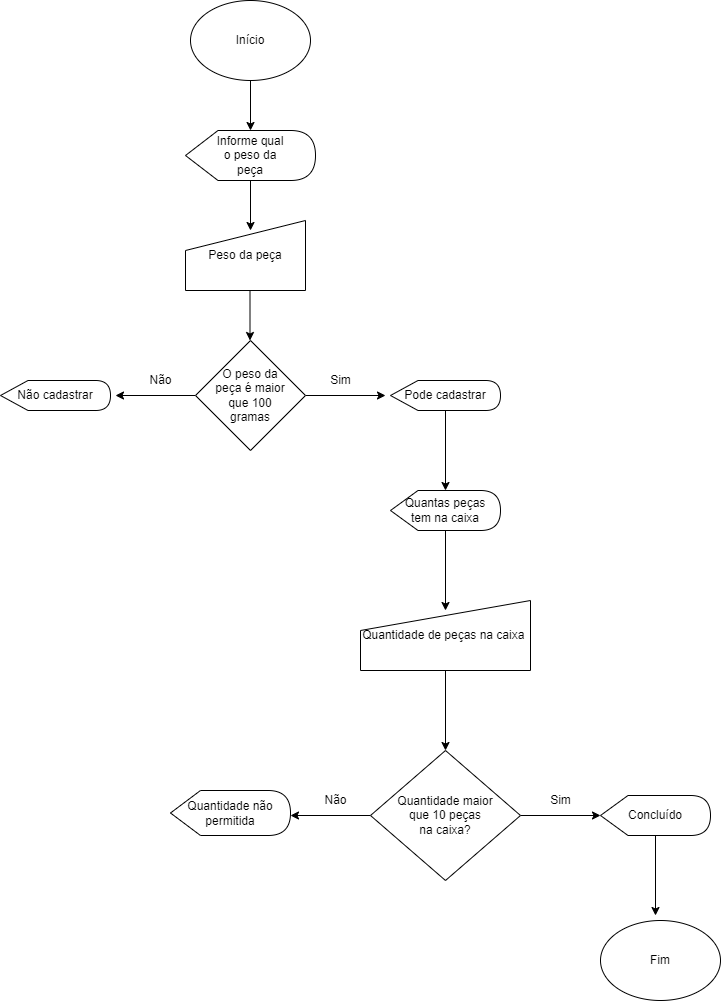 Início
Informe qual
o peso da
peça
Peso da peça
O peso da
peça é maior
que 100
gramas
Não
Não cadastrar
Sim
Pode cadastrar
Quantas peças
tem na caixa
Quantidade de peças na caixa
Quantidade maior
que 10 peças
na caixa?
Não
Quantidade não
permitida
Sim
Concluído
Fim